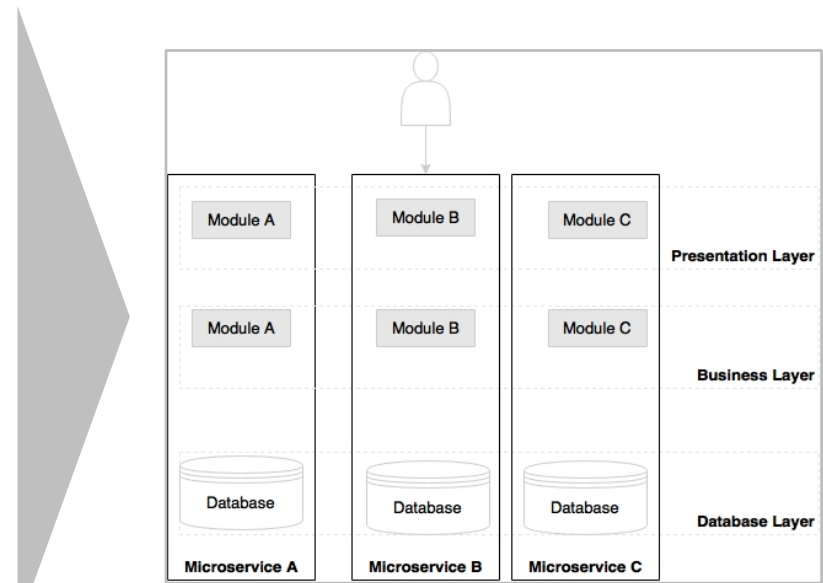 Module A
Module B
Module C
Presentation Layer
Module A
Module B
Module C
Business Layer
Database
Database
Database
Database Layer
Microservice A
Microservice B
Microservice C